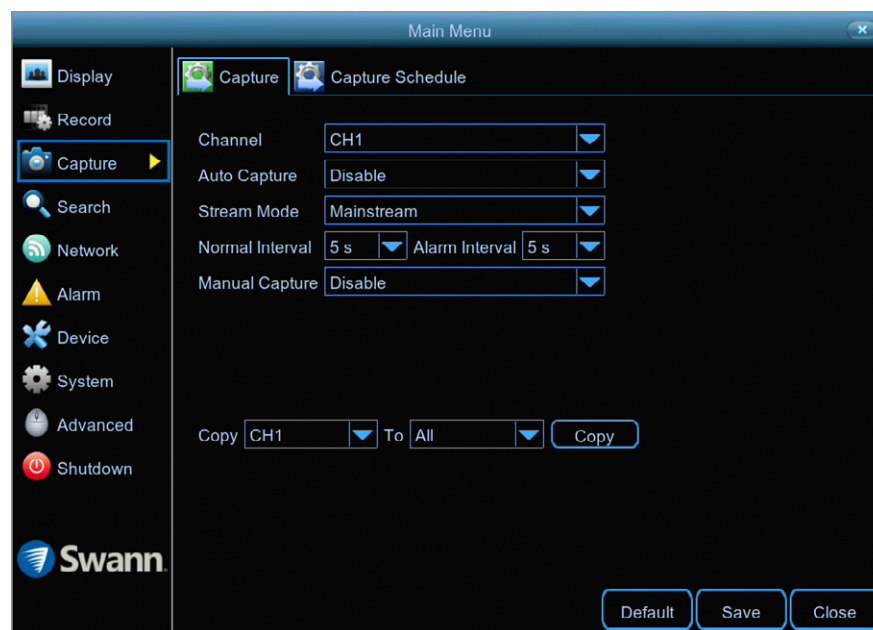 Main Menu
Display
Record
Capture
Search
Network
Alarm
Device
System
Advanced
Shutdown
Swann
Capture
Capture Schedule
Channel CH1
Auto Capture Disable
Stream Mode Mainstream
Normal Interval 5 s Alarm Interval 5 s
Manual Capture Disable
Copy CH1 To All Copy
Default Save Close